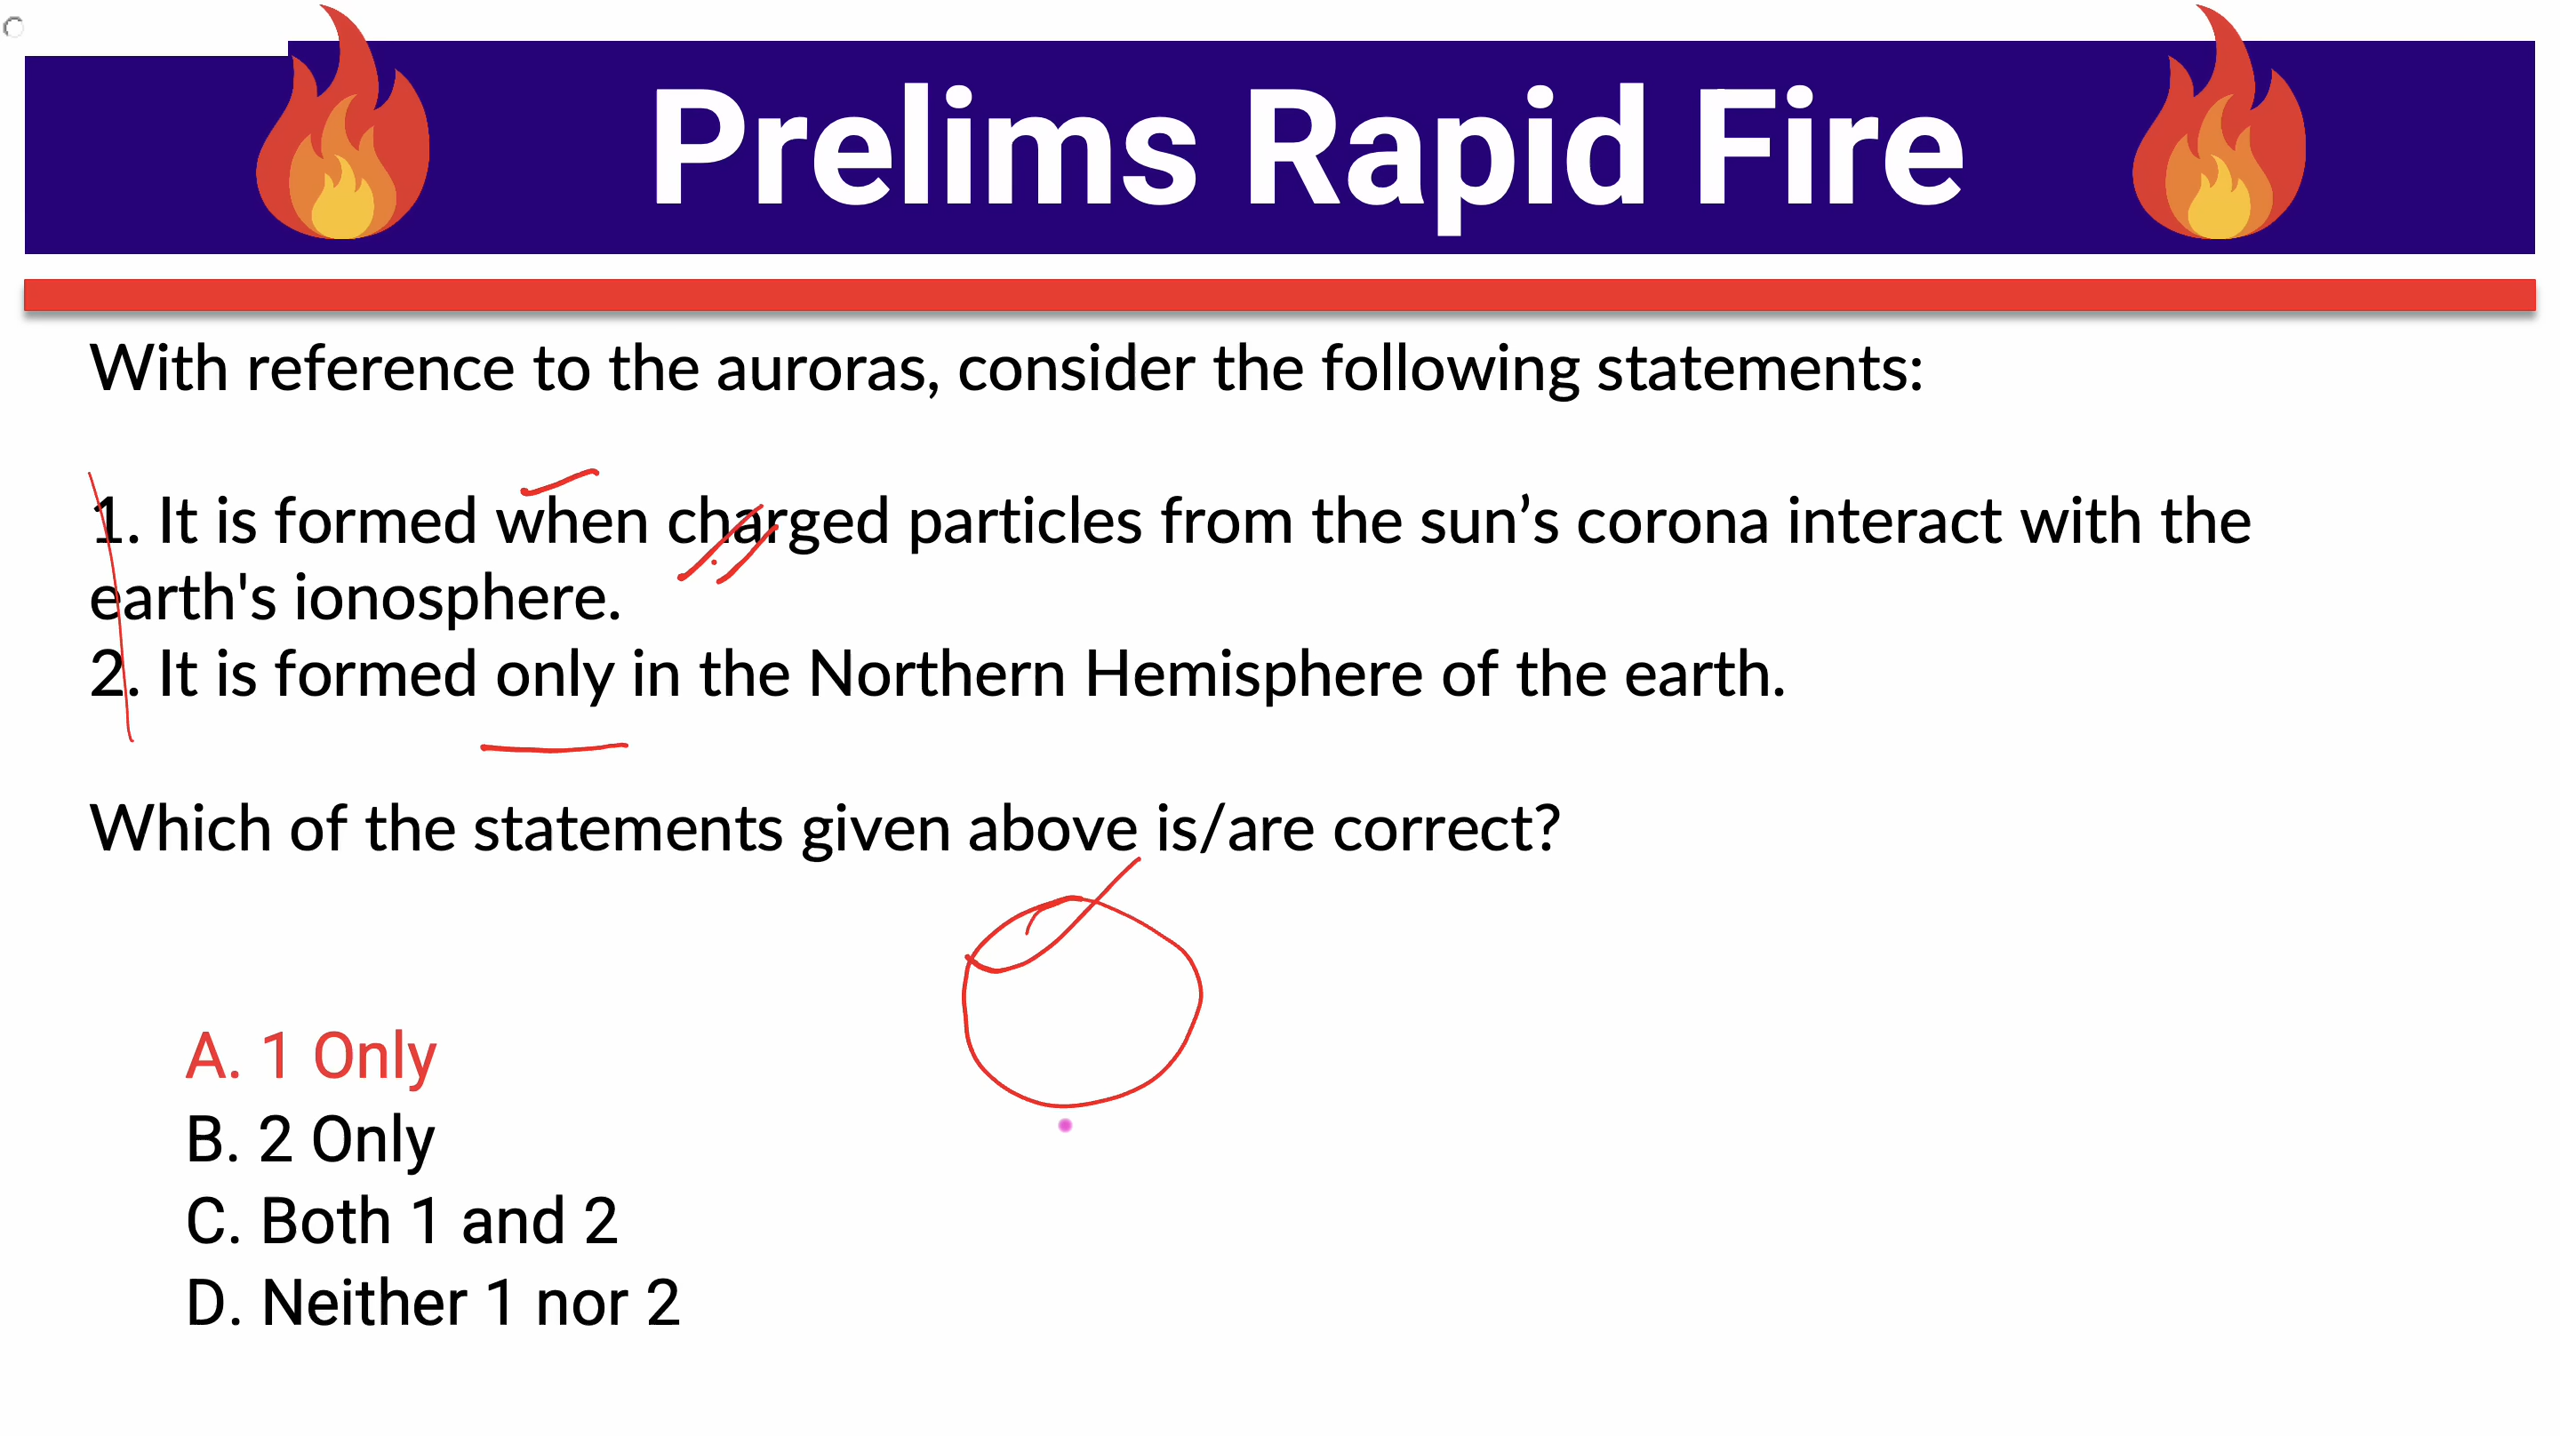 Prelims Rapid Fire
With reference to the auroras, consider the following statements:
1. It is formed when charged particles from the sun’s corona interact with the
earth's ionosphere.
2. It is formed only in the Northern Hemisphere of the earth.
Which of the statements given above is/are correct?
A. 1 Only
B. 2 Only
C. Both 1 and 2
D. Neither 1 nor 2